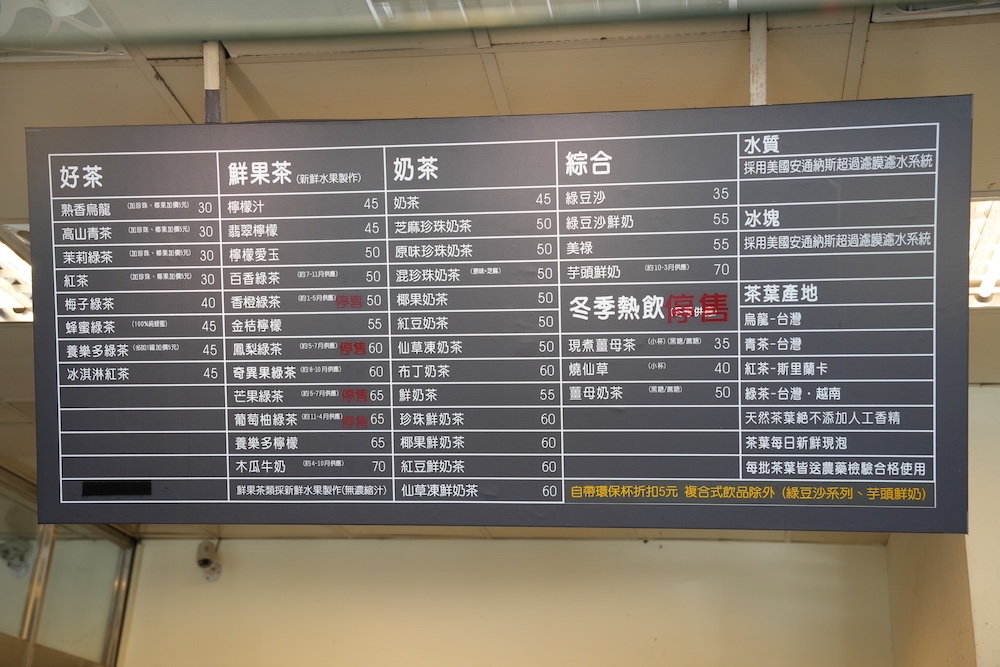 好茶
熟香烏龍 (加珍珠、椰果加價5元) 30
高山青茶 (加珍珠、椰果加價5元) 30
茉莉綠茶 (加珍珠、椰果加價5元) 30
紅茶 (加珍珠、椰果加價5元) 30
梅子綠茶 40
蜂蜜綠茶 (100%純蜂蜜) 45
養樂多綠茶 45
冰淇淋紅茶 45
鮮果茶 (新鮮水果製作)
檸檬汁 45
翡翠檸檬 45
檸檬愛玉 50
百香綠茶 (約7-11月供應) 50
香橙綠茶 (約1-5月供應) 停售 50
金桔檸檬 55
鳳梨綠茶 (約5-7月供應) 停售 60
奇異果綠茶 (約8-10月供應) 60
芒果綠茶 (約5-7月供應) 停售 65
葡萄柚綠茶 (約11-4月供應) 停售 65
養樂多檸檬 65
木瓜牛奶 (約4-10月供應) 70
鮮果茶類採新鮮水果製作(無濃縮汁)
奶茶
奶茶 45
芝麻珍珠奶茶 50
原味珍珠奶茶 50
混珍珠奶茶 (原味+芝麻) 50
椰果奶茶 50
紅豆奶茶 50
仙草凍奶茶 50
布丁奶茶 50
鮮奶茶 55
珍珠鮮奶茶 60
椰果鮮奶茶 60
紅豆鮮奶茶 60
仙草凍鮮奶茶 60
綜合
綠豆沙 35
綠豆沙鮮奶 55
美祿 55
芋頭鮮奶 (約10-3月供應) 70
冬季熱飲 停售
現煮薑母茶 (小杯)(黑糖/黑糖) 35
燒仙草 (小杯) 40
薑母奶茶 (黑糖/黑糖) 50
自帶環保杯折扣5元 複合式飲品除外 (綠豆沙系列、芋頭鮮奶)
水質
採用美國安通納斯超過濾膜濾水系統
冰塊
採用美國安通納斯超過濾膜濾水系統
茶葉產地
烏龍-台灣
青茶-台灣
紅茶-斯里蘭卡
綠茶-台灣・越南
天然茶葉絕不添加人工香精
茶葉每日新鮮現泡
每批茶葉皆送農藥檢驗合格使用